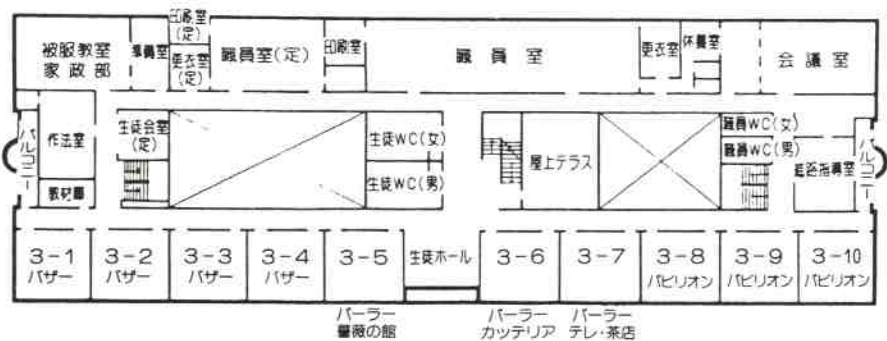 印刷室
(定)
被服教室
家政部
準備室
更衣室
(定)
職員室(定)
印刷室
職員室
更衣室
休養室
会議室
バルコニー
作法室
教材庫
生徒会室
(定)
生徒WC(女)
生徒WC(男)
屋上テラス
職員WC(女)
職員WC(男)
進路指導室
バルコニー
3-1
バザー
3-2
バザー
3-3
バザー
3-4
バザー
3-5
生徒ホール
3-6
3-7
3-8
パビリオン
3-9
パビリオン
3-10
パビリオン
パーラー
薔薇の館
パーラー
カッテリア
パーラー
テレ・茶店